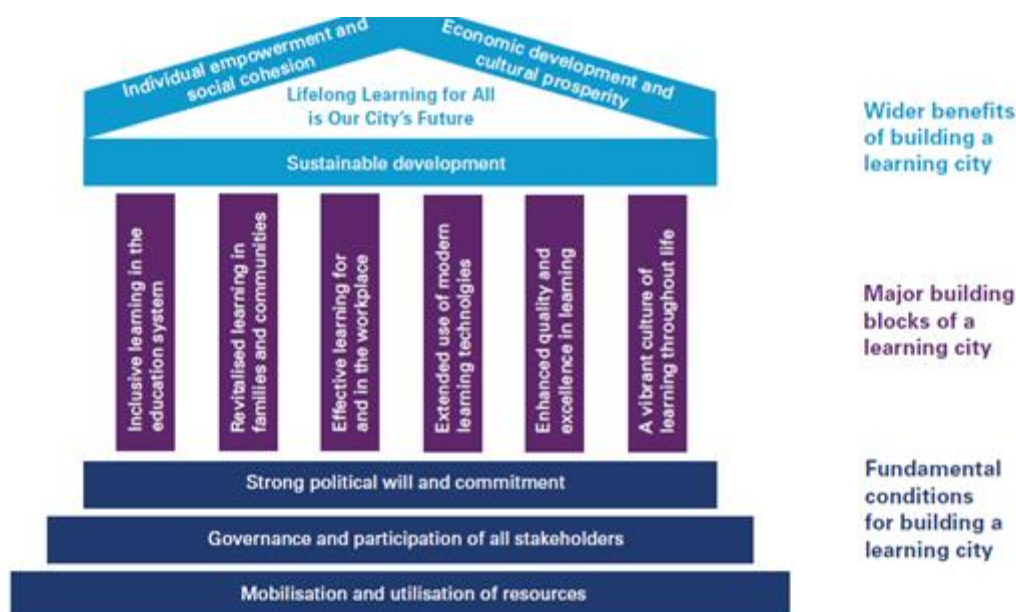 Individual empowerment and
social cohesion
Economic development and
cultural prosperity
Lifelong Learning for All
is Our City's Future
Sustainable development
Wider benefits
of building a
learning city
Inclusive learning in the
education system
Revitalised learning in
families and communities
Effective learning for
and in the workplace
Extended use of modern
learning technolgies
Enhanced quality and
excellence in learning
A vibrant culture of
learning throughout life
Major building
blocks of a
learning city
Strong political will and commitment
Governance and participation of all stakeholders
Mobilisation and utilisation of resources
Fundamental
conditions
for building a
learning city